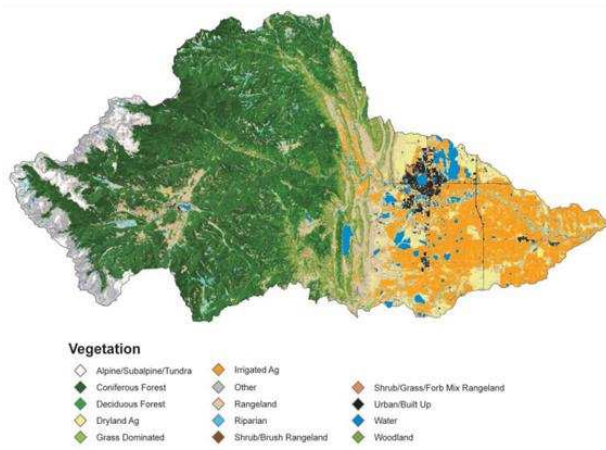 Vegetation
Alpine/Subalpine/Tundra
Coniferous Forest
Deciduous Forest
Dryland Ag
Grass Dominated
Irrigated Ag
Other
Rangeland
Riparian
Shrub/Brush Rangeland
Shrub/Grass/Forb Mix Rangeland
Urban/Built Up
Water
Woodland